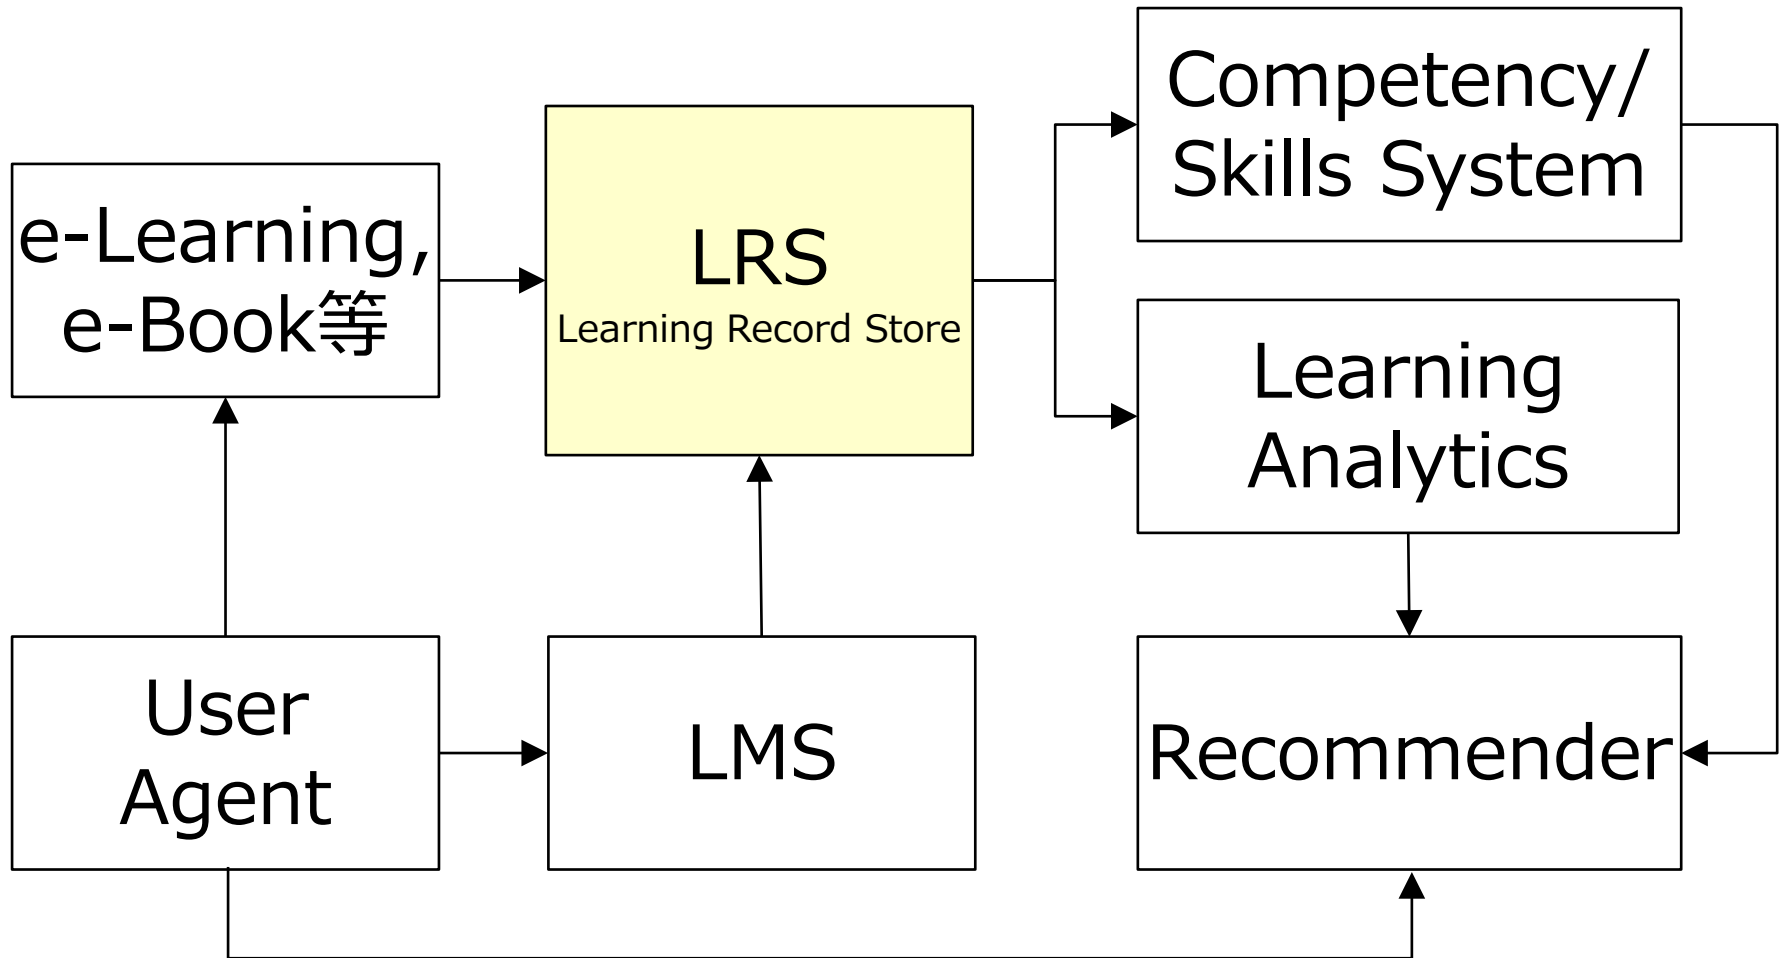 e-Learning,
e-Book等
LRS
Learning Record Store
Competency/
Skills System
Learning
Analytics
User
Agent
LMS
Recommender